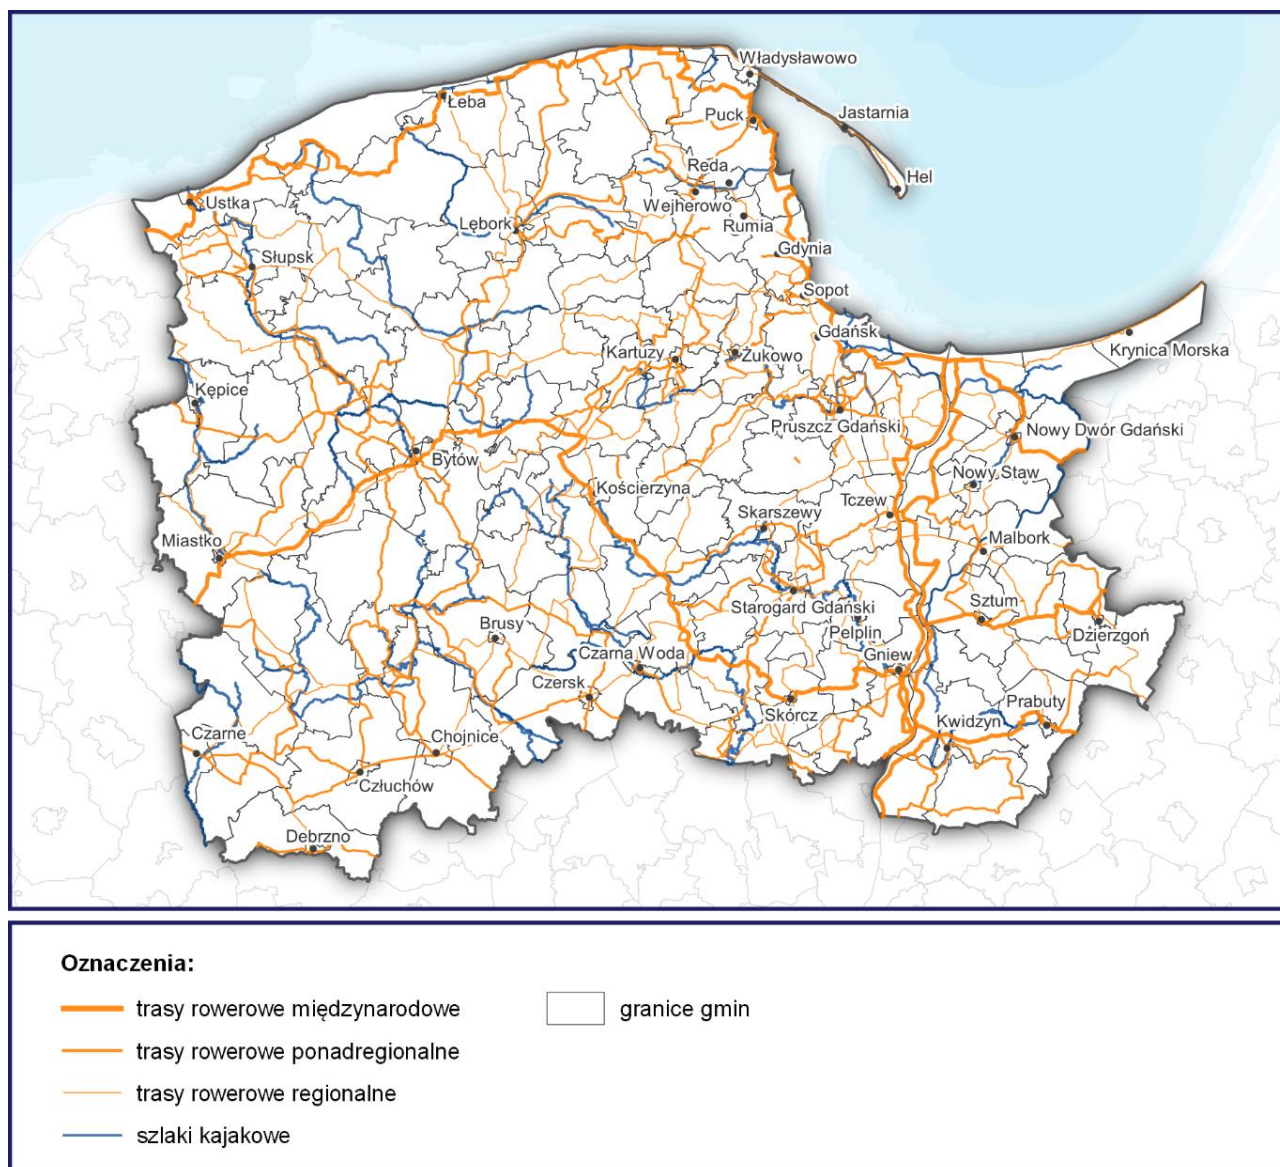 Władysławowo
Łeba
Jastarnia
Puck
Reda
Hel
Ustka
Wejherowo
Lębork
Rumia
Gdynia
Słupsk
Sopot
Gdańsk
Krynica Morska
Kartuzy
Żukowo
Kępice
Pruszcz Gdański
Nowy Dwór Gdański
Bytów
Nowy Staw
Kościerzyna
Tczew
Skarszewy
Miastko
Malbork
Starogard Gdański
Sztum
Brusy
Pelplin
Dzierzgoń
Czarna Woda
Gniew
Czersk
Skórcz
Prabuty
Kwidzyn
Czarne
Chojnice
Człuchów
Debrzno
Oznaczenia:
trasy rowerowe międzynarodowe
granice gmin
trasy rowerowe ponadregionalne
trasy rowerowe regionalne
szlaki kajakowe